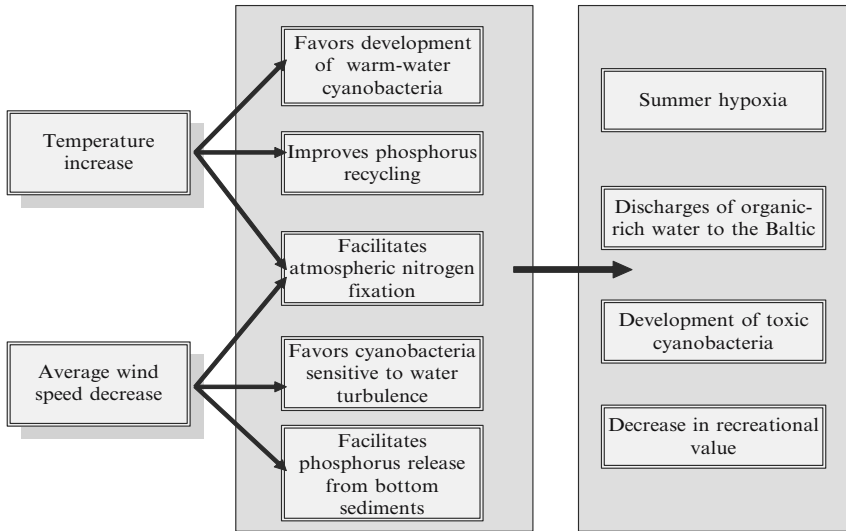 Temperature
increase
Average wind
speed decrease
Favors development
of warm-water
cyanobacteria
Improves phosphorus
recycling
Facilitates
atmospheric nitrogen
fixation
Favors cyanobacteria
sensitive to water
turbulence
Facilitates
phosphorus release
from bottom
sediments
Summer hypoxia
Discharges of organic-
rich water to the Baltic
Development of toxic
cyanobacteria
Decrease in recreational
value